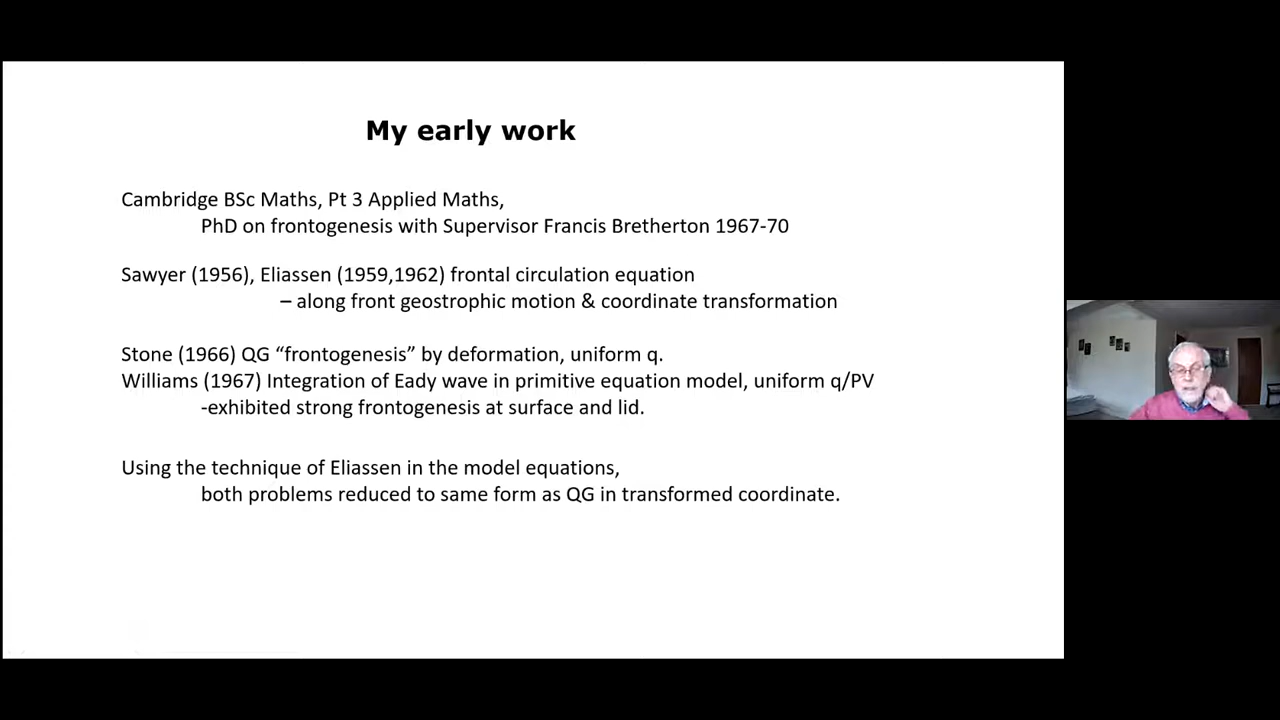 My early work
Cambridge BSc Maths, Pt 3 Applied Maths,
PhD on frontogenesis with Supervisor Francis Bretherton 1967-70
Sawyer (1956), Eliassen (1959,1962) frontal circulation equation
– along front geostrophic motion & coordinate transformation
Stone (1966) QG “frontogenesis” by deformation, uniform q.
Williams (1967) Integration of Eady wave in primitive equation model, uniform q/PV
-exhibited strong frontogenesis at surface and lid.
Using the technique of Eliassen in the model equations,
both problems reduced to same form as QG in transformed coordinate.